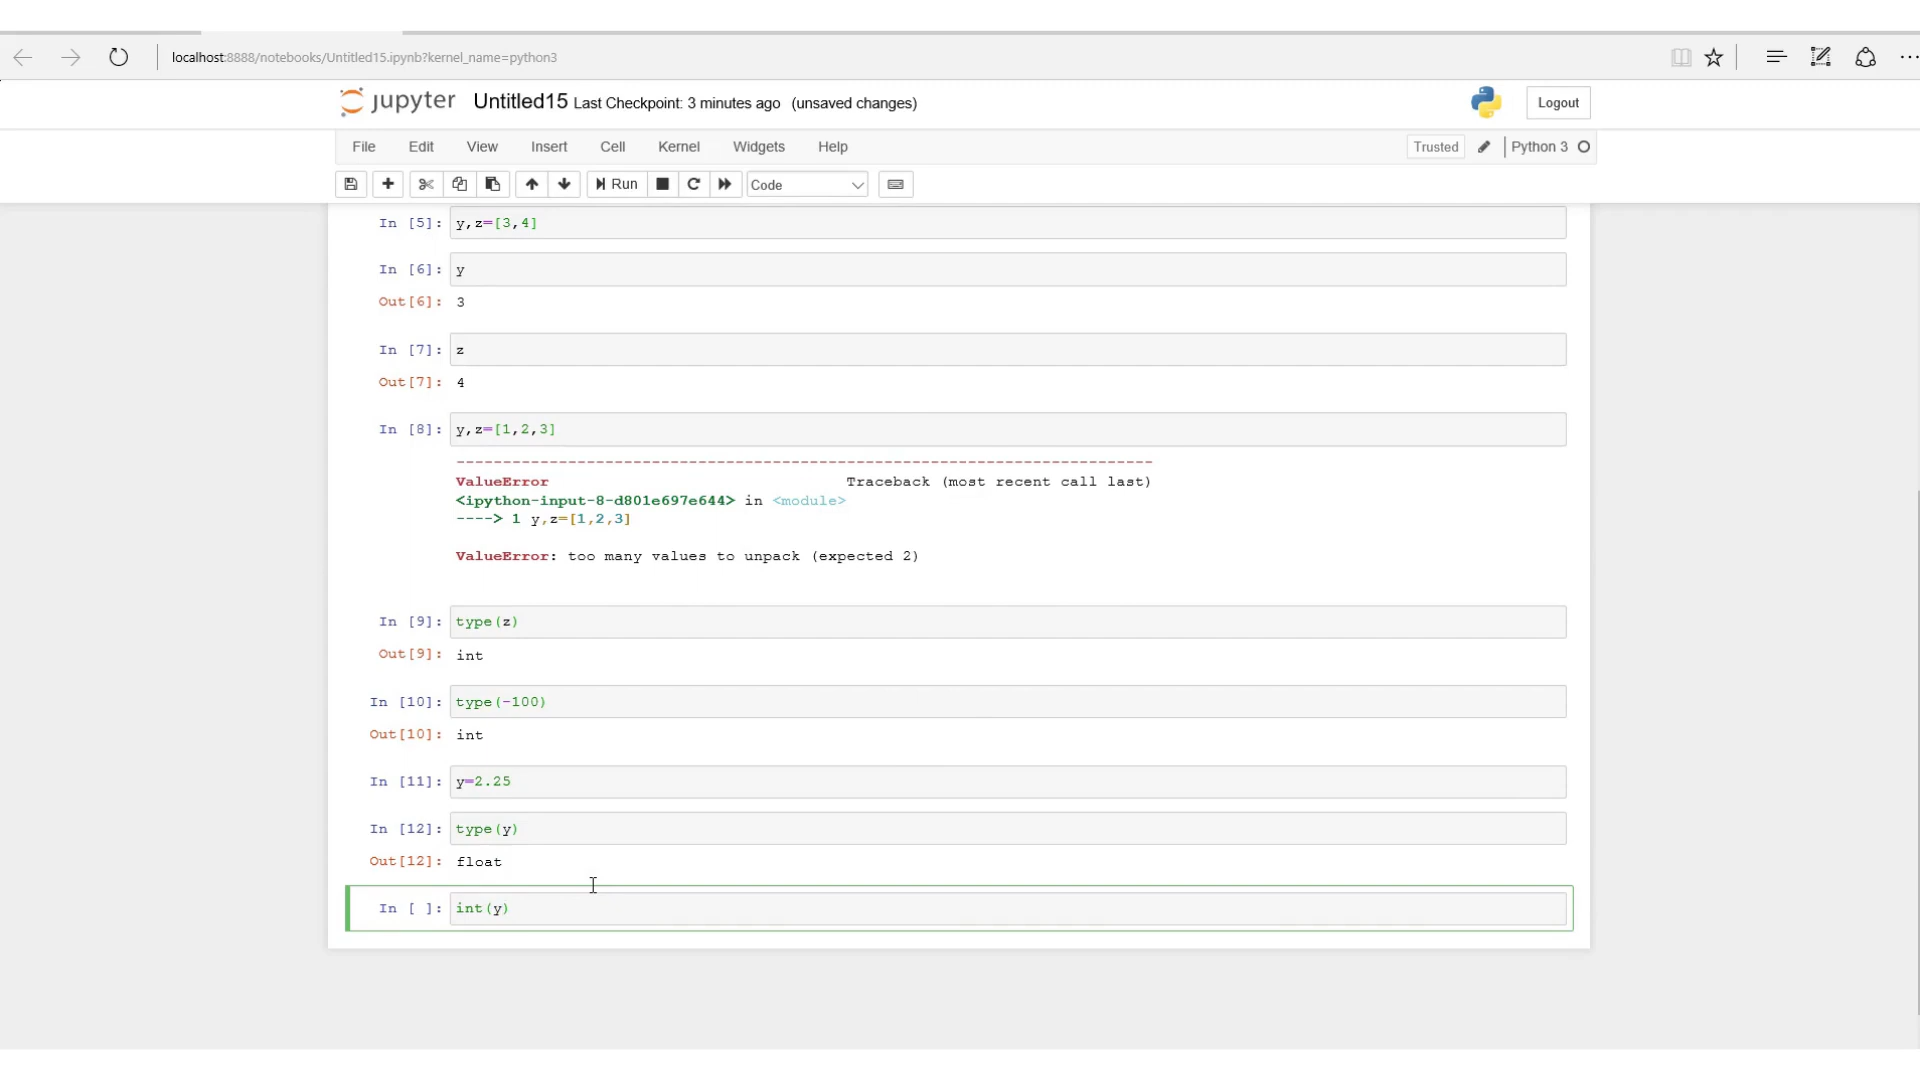 localhost:8888/notebooks/Untitled15.ipynb?kernel_name=python3
jupyter Untitled15 Last Checkpoint: 3 minutes ago (unsaved changes) Logout
File Edit View Insert Cell Kernel Widgets Help Trusted Python 3
Run Code
In [5]: y,z=[3,4]
In [6]: y
Out[6]: 3
In [7]: z
Out[7]: 4
In [8]: y,z=[1,2,3]
---------------------------------------------------------------------------
ValueError Traceback (most recent call last)
<ipython-input-8-d801e697e644> in <module>
----> 1 y,z=[1,2,3]
ValueError: too many values to unpack (expected 2)
In [9]: type(z)
Out[9]: int
In [10]: type(-100)
Out[10]: int
In [11]: y=2.25
In [12]: type(y)
Out[12]: float
In [ ]: int(y)